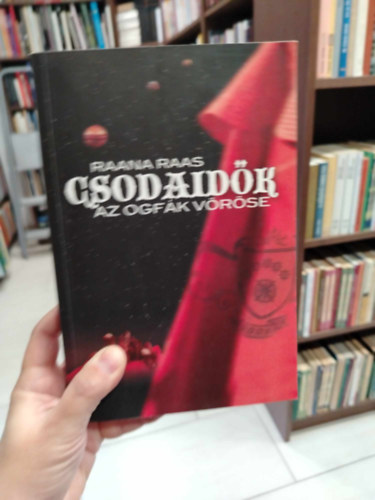 RAANA RAAS
CSODAIDŐK
AZ OGFÁK VÖRÖSE